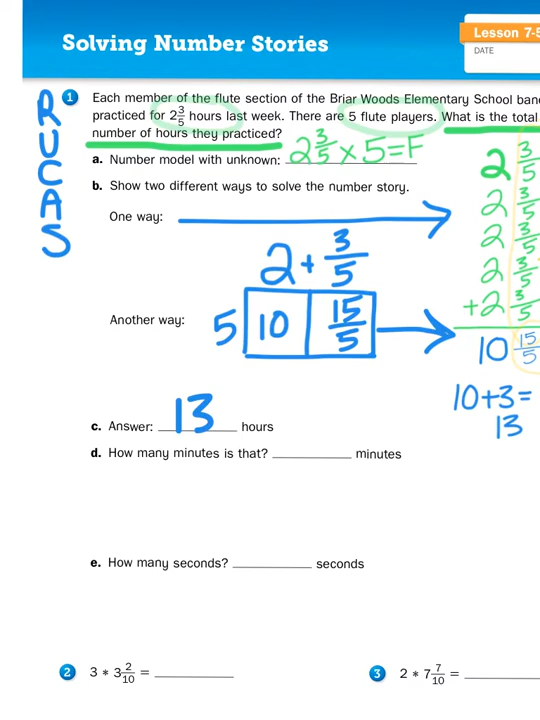 Solving Number Stories
Lesson 7-5
DATE
RUCAS
1 Each member of the flute section of the Briar Woods Elementary School band
practiced for 2 3/5 hours last week. There are 5 flute players. What is the total
number of hours they practiced?
a. Number model with unknown: 2 3/5 × 5 = F
b. Show two different ways to solve the number story.
One way:
2 3/5
2 3/5
2 3/5
2 3/5
+2 3/5
10 15/5
10+3=
13
2 + 3/5
Another way: 5 10 15/5
c. Answer: 13 hours
d. How many minutes is that? ____ minutes
e. How many seconds? ____ seconds
2 3 * 3 2/10 = ____
3 2 * 7 7/10 = ____